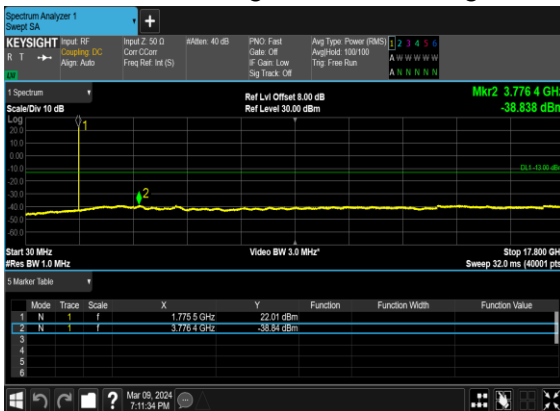 Spectrum Analyzer 1
Swept SA
KEYSIGHT Input: RF Input Z: 50 Ω #Atten: 40 dB PNO: Fast Avg Type: Power (RMS) 1 2 3 4 5 6
R T Coupling: DC Corr CCorr Gate: Off Avg|Hold: 100/100 A W W W W W
Align: Auto Freq Ref: Int (S) IF Gain: Low Trig: Free Run
LV Sig Track: Off A N N N N N
1 Spectrum Ref Lvl Offset 8.00 dB Mkr2 3.776 4 GHz
Scale/Div 10 dB Ref Level 30.00 dBm -38.838 dBm
Log
20.0
1
10.0
0.00
-10.0
DL1 -13.00 dBm
-20.0
-30.0
2
-40.0
-50.0
-60.0
Start 30 MHz Video BW 3.0 MHz* Stop 17.800 GH
#Res BW 1.0 MHz Sweep 32.0 ms (40001 pts
5 Marker Table
Mode Trace Scale X Y Function Function Width Function Value
1 N 1 f 1.775 5 GHz 22.01 dBm
2 N 1 f 3.776 4 GHz -38.84 dBm
3
4
5
6
? Mar 09, 2024
7:11:34 PM